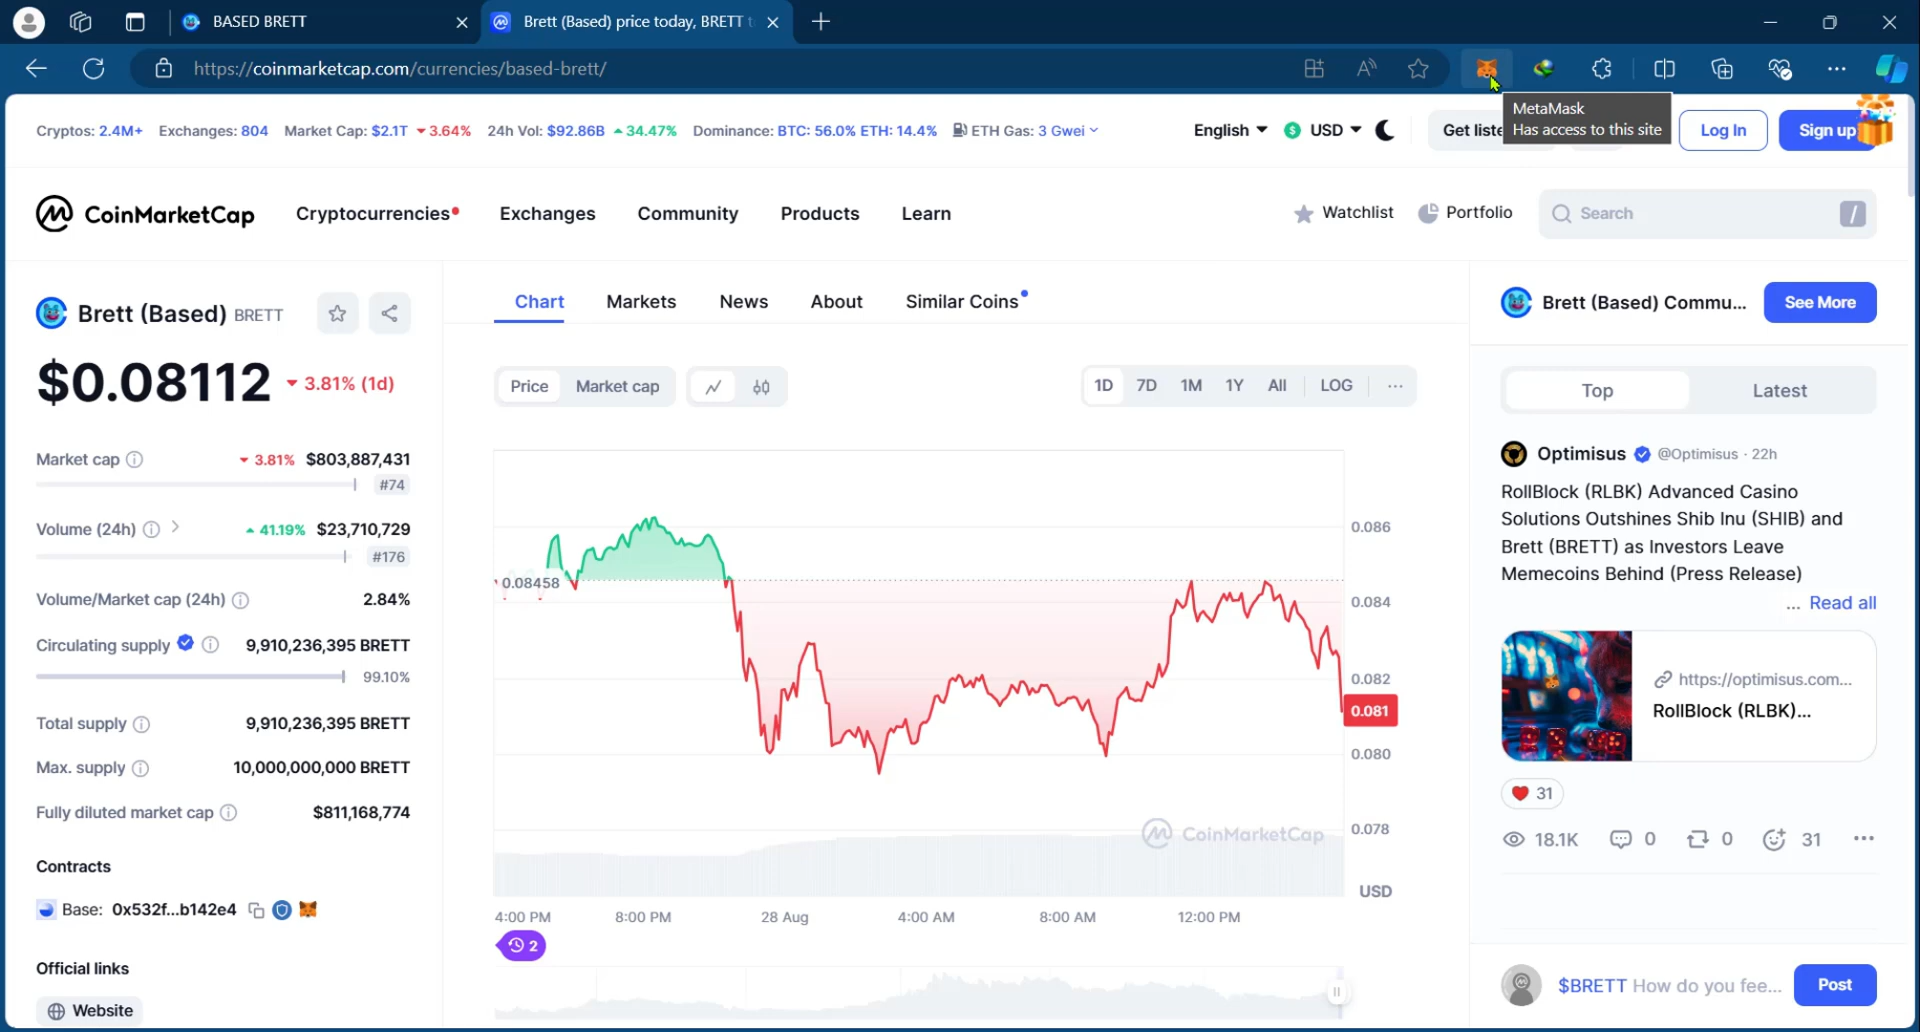 BASED BRETT
Brett (Based) price today, BRETT t
https://coinmarketcap.com/currencies/based-brett/
MetaMask
Has access to this site
Cryptos: 2.4M+ Exchanges: 804 Market Cap: $2.1T 3.64% 24h Vol: $92.86B 34.47% Dominance: BTC: 56.0% ETH: 14.4% ETH Gas: 3 Gwei
English USD Get liste Log In Sign up
CoinMarketCap Cryptocurrencies Exchanges Community Products Learn Watchlist Portfolio Search /
Brett (Based) BRETT
$0.08112 3.81% (1d)
Market cap 3.81% $803,887,431
#74
Volume (24h) 41.19% $23,710,729
#176
Volume/Market cap (24h) 2.84%
Circulating supply 9,910,236,395 BRETT
99.10%
Total supply 9,910,236,395 BRETT
Max. supply 10,000,000,000 BRETT
Fully diluted market cap $811,168,774
Contracts
Base: 0x532f...b142e4
Official links
Website
Chart Markets News About Similar Coins
Price Market cap
1D 7D 1M 1Y All LOG ...
0.086
0.08458
0.084
0.082
0.081
0.080
CoinMarketCap
0.078
USD
4:00 PM 8:00 PM 28 Aug 4:00 AM 8:00 AM 12:00 PM
2
Brett (Based) Commu... See More
Top Latest
Optimisus @Optimisus · 22h
RollBlock (RLBK) Advanced Casino
Solutions Outshines Shib Inu (SHIB) and
Brett (BRETT) as Investors Leave
Memecoins Behind (Press Release)
... Read all
https://optimisus.com...
RollBlock (RLBK)...
31
18.1K 0 0 31
$BRETT How do you fee... Post